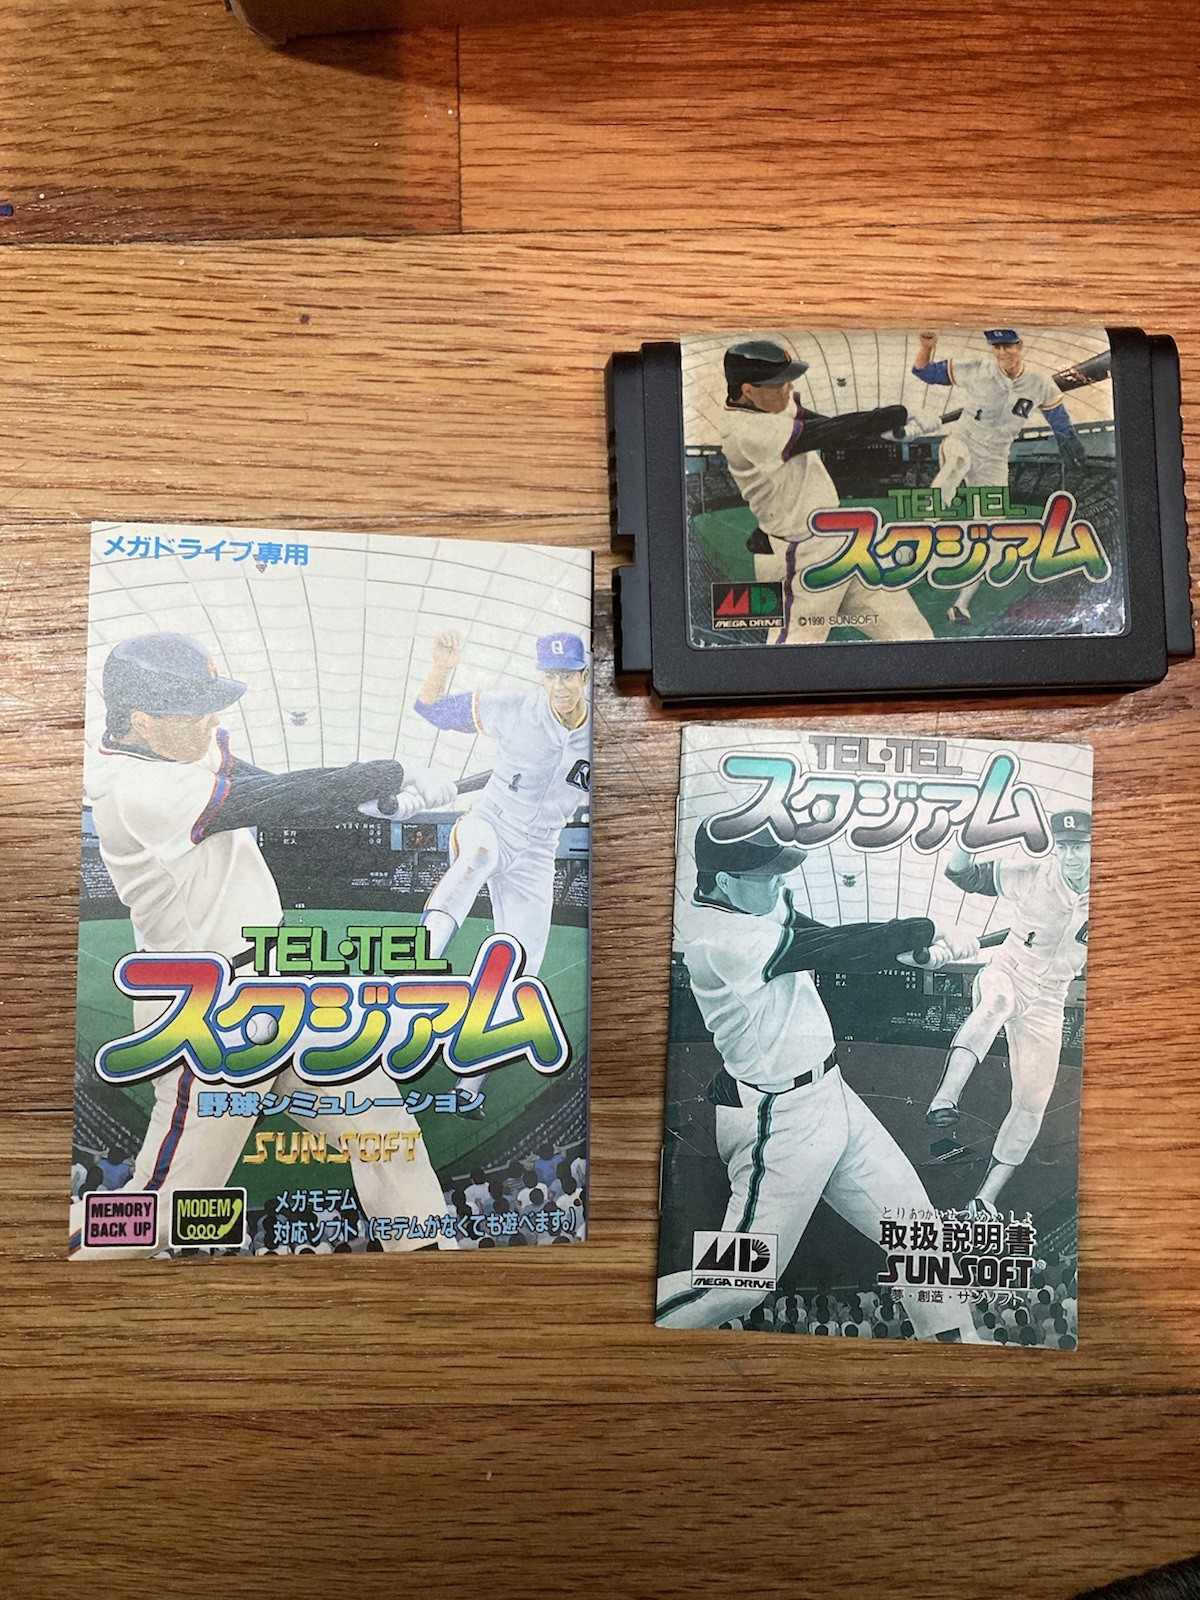 TEL・TEL
スタジアム
MEGA DRIVE
©1990 SUNSOFT
メガドライブ専用
Q
1
TEL・TEL
スタジアム
野球シミュレーション
SUNSOFT
MEMORY
BACK UP
MODEM
メガモデム
対応ソフト(モデムがなくても遊べます。)
TEL・TEL
スタジアム
Q
1
とりあつかいせつめいしょ
取扱説明書
SUNSOFT®
夢・創造・サンソフト
MD
MEGA DRIVE